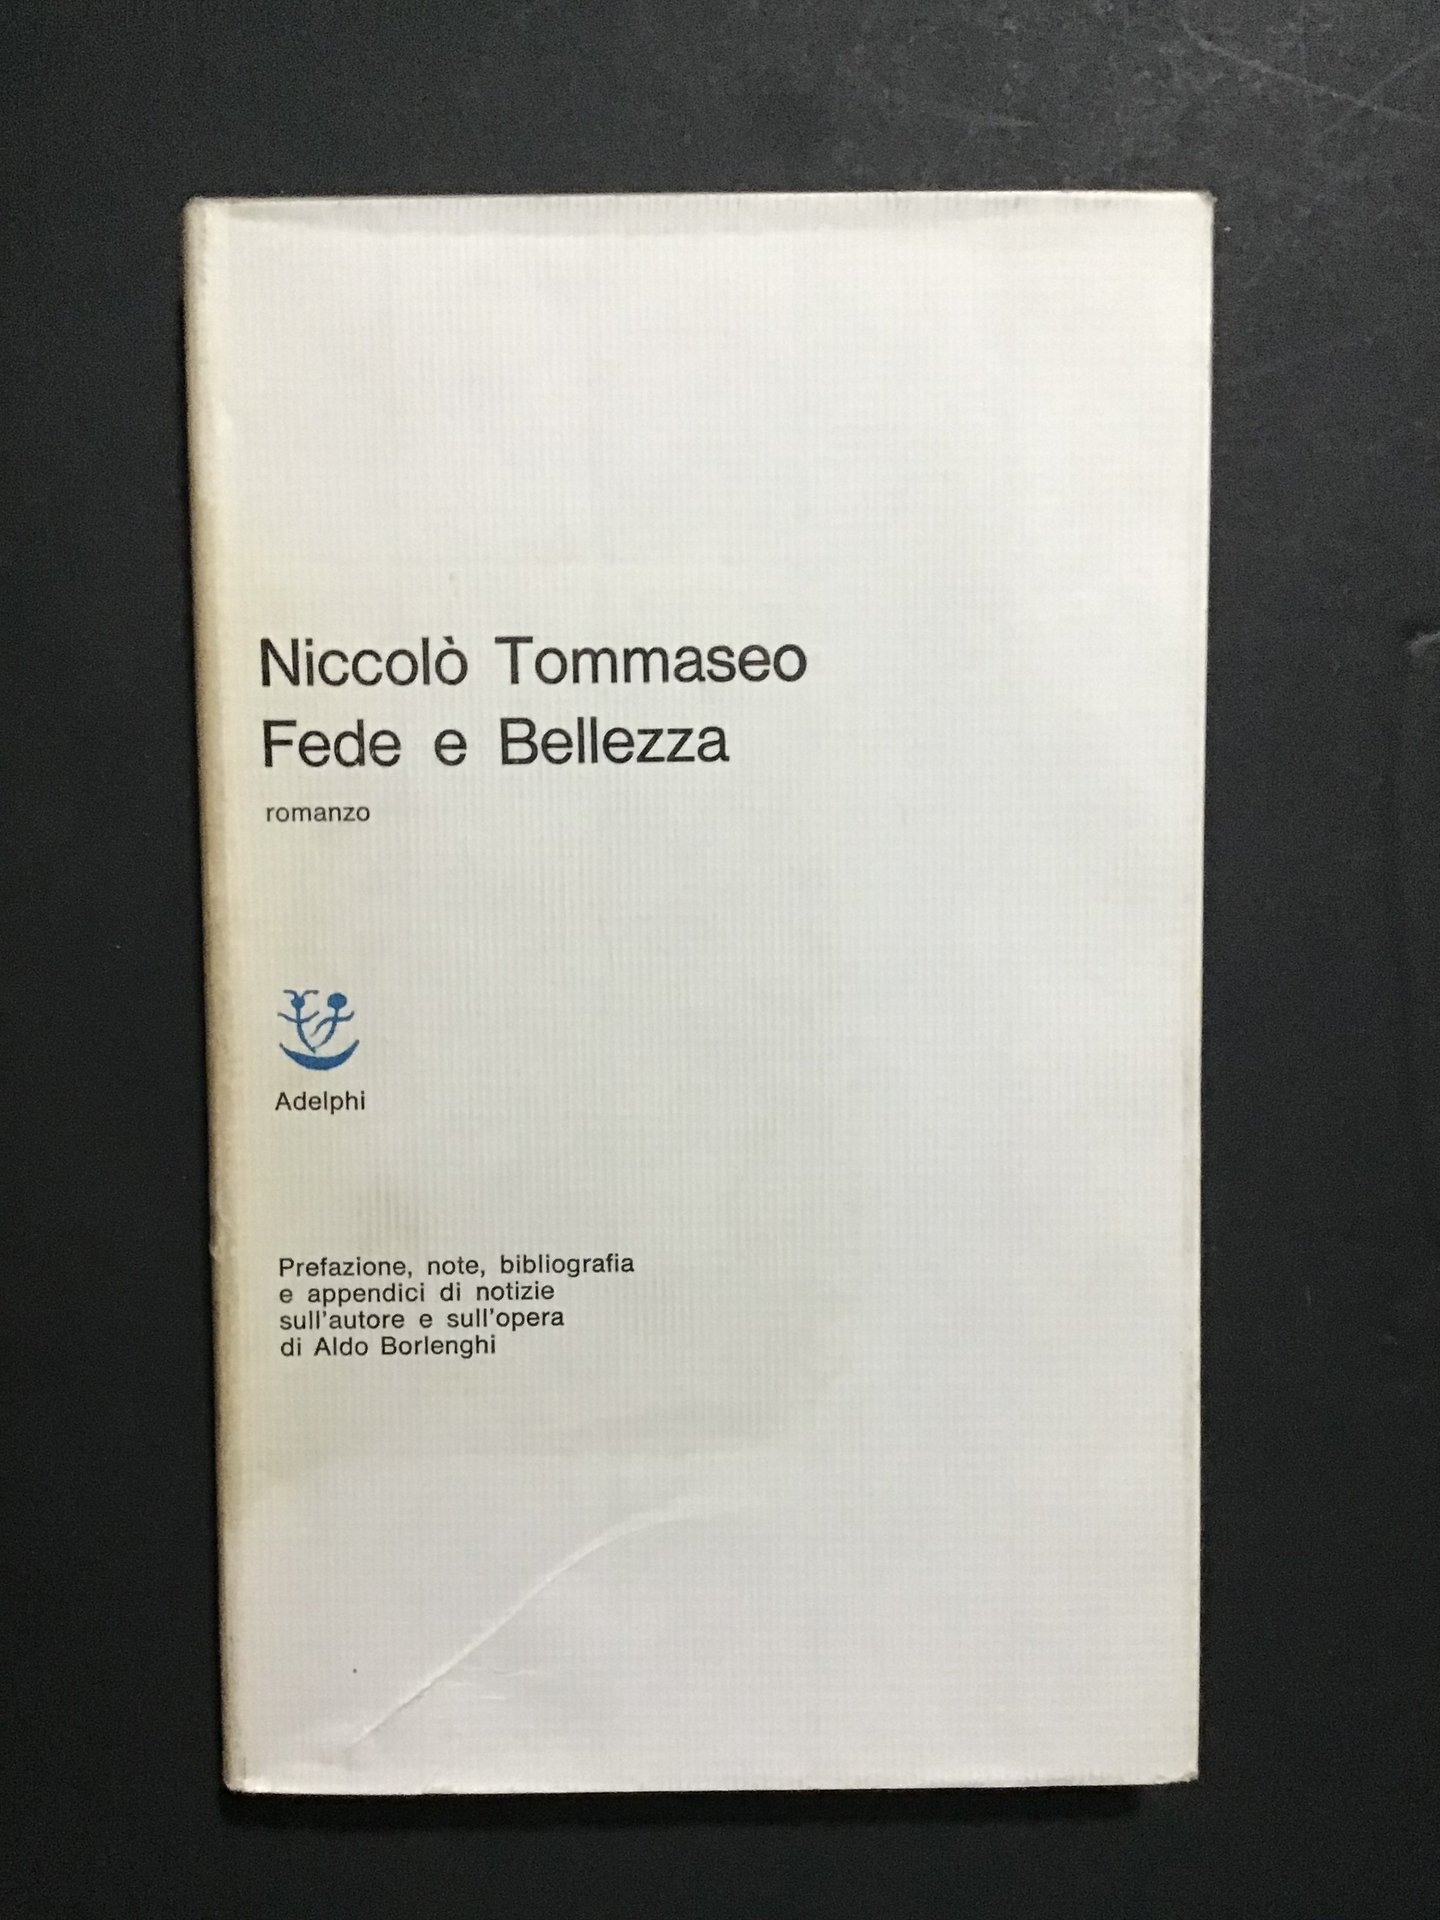 Niccolò Tommaseo
Fede e Bellezza
romanzo
Adelphi
Prefazione, note, bibliografia
e appendici di notizie
sull'autore e sull'opera
di Aldo Borlenghi